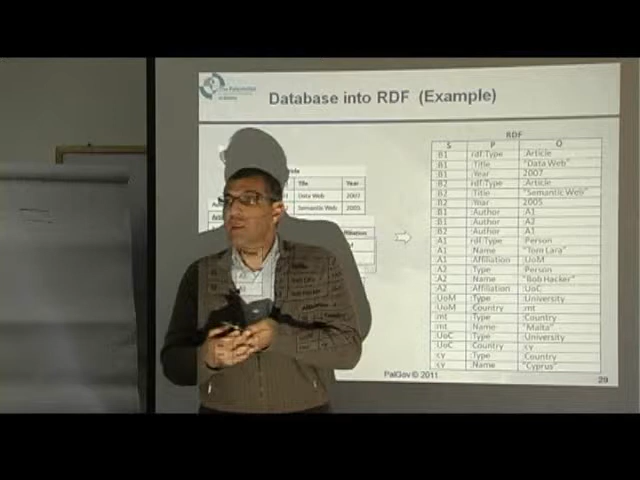 Database into RDF (Example)
RDF
S P O
B1 rdf:Type Article
B1 Title "Data Web"
B1 Year 2007
B2 rdf:Type Article
B2 Title "Semantic Web"
B2 Year 2005
B1 Author A1
B1 Author A2
B2 Author A1
A1 rdf:Type Person
A1 Name "Tom Lara"
A1 Affiliation UoM
A2 Type Person
A2 Name "Bob Hacker"
A2 Affiliation UoC
UoM Type University
UoM Country mt
mt Type Country
mt Name "Malta"
UoC Type University
UoC Country cy
cy Type Country
cy Name "Cyprus"
Title Year
Data Web 2007
Semantic Web 2005
PalGov © 2011
29